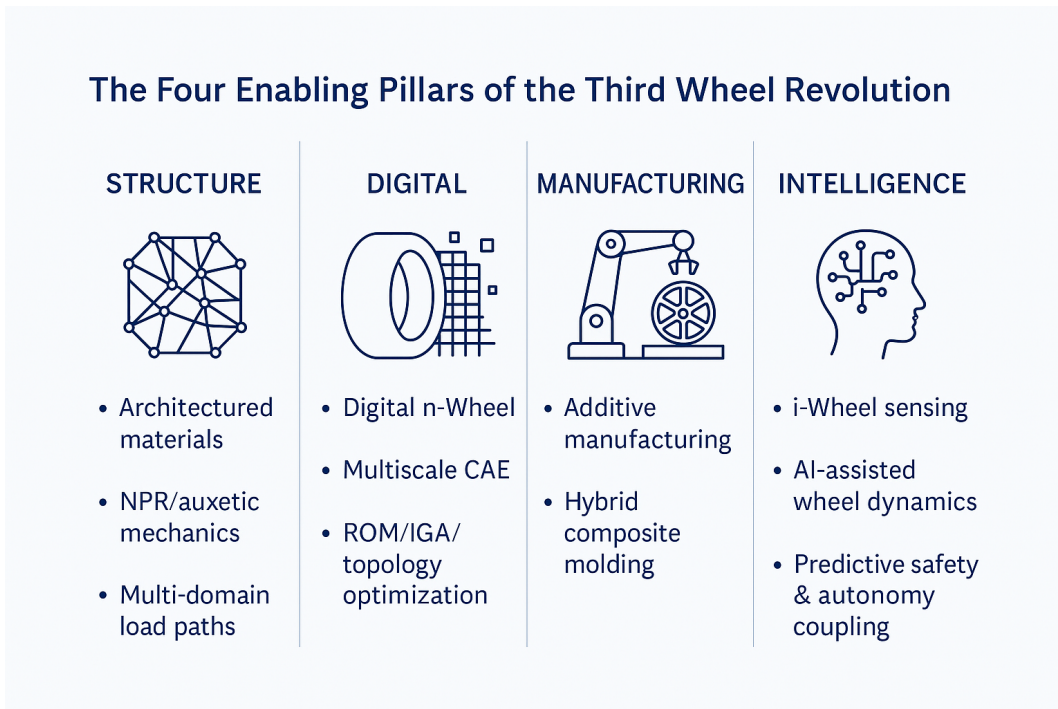 The Four Enabling Pillars of the Third Wheel Revolution
STRUCTURE
• Architectured
materials
• NPR/auxetic
mechanics
• Multi-domain
load paths
DIGITAL
• Digital n-Wheel
• Multiscale CAE
• ROM/IGA/
topology
optimization
MANUFACTURING
• Additive
manufacturing
• Hybrid
composite
molding
INTELLIGENCE
• i-Wheel sensing
• AI-assisted
wheel dynamics
• Predictive safety
& autonomy
coupling